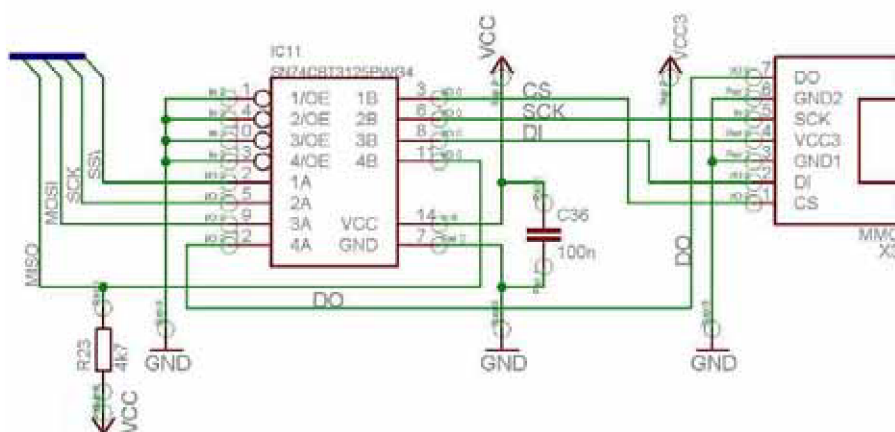 IC11
SN74CBT3125PWG4
VCC
VCC3
1
1/OE
1B
3
CS
7
DO
4
2/OE
2B
6
SCK
6
GND2
10
3/OE
3B
8
DI
5
SCK
3
4/OE
4B
11
4
VCC3
2
1A
3
GND1
5
2A
2
DI
9
3A
VCC
14
1
CS
2
4A
GND
7
C36
100n
MISO
MOSI
SCK
DO
DO
R23
4k7
VCC
GND
GND
GND
MMC